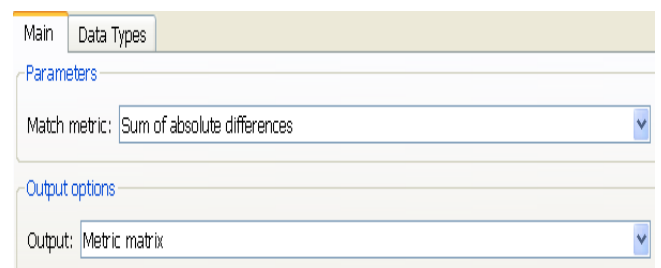 Main Data Types
Parameters
Match metric: Sum of absolute differences
Output options
Output: Metric matrix